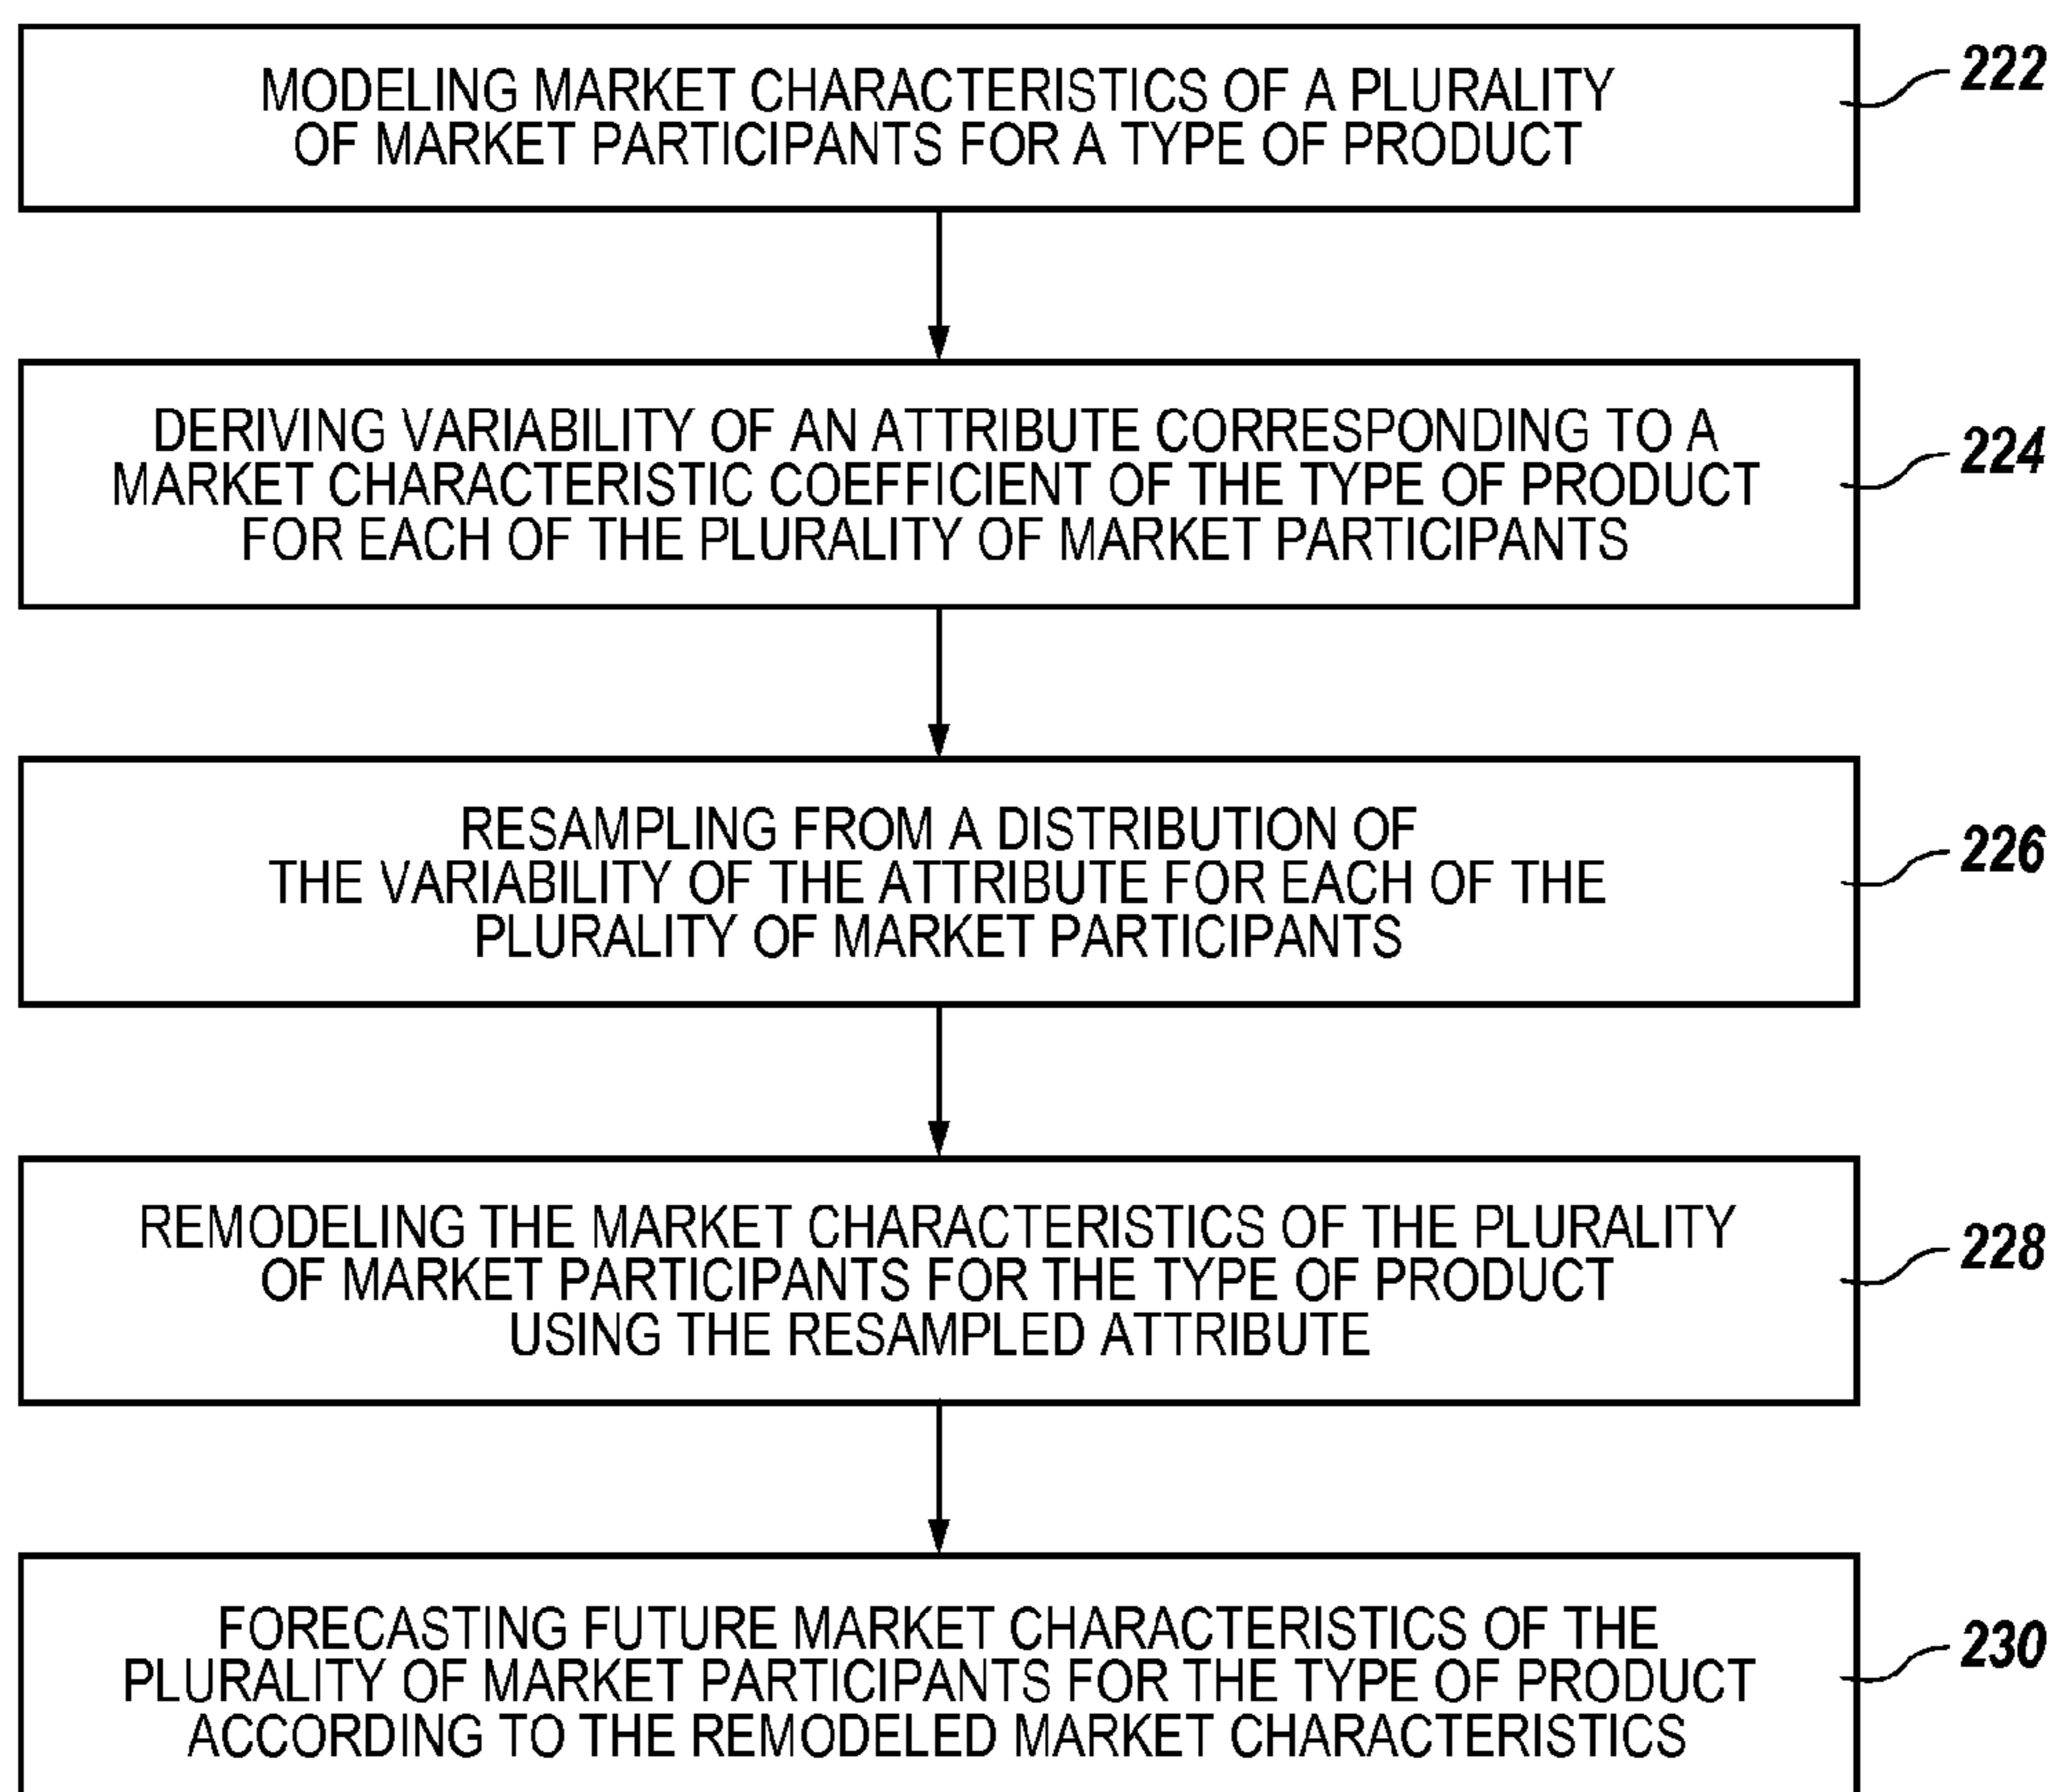 MODELING MARKET CHARACTERISTICS OF A PLURALITY
OF MARKET PARTICIPANTS FOR A TYPE OF PRODUCT
222
DERIVING VARIABILITY OF AN ATTRIBUTE CORRESPONDING TO A
MARKET CHARACTERISTIC COEFFICIENT OF THE TYPE OF PRODUCT
FOR EACH OF THE PLURALITY OF MARKET PARTICIPANTS
224
RESAMPLING FROM A DISTRIBUTION OF
THE VARIABILITY OF THE ATTRIBUTE FOR EACH OF THE
PLURALITY OF MARKET PARTICIPANTS
226
REMODELING THE MARKET CHARACTERISTICS OF THE PLURALITY
OF MARKET PARTICIPANTS FOR THE TYPE OF PRODUCT
USING THE RESAMPLED ATTRIBUTE
228
FORECASTING FUTURE MARKET CHARACTERISTICS OF THE
PLURALITY OF MARKET PARTICIPANTS FOR THE TYPE OF PRODUCT
ACCORDING TO THE REMODELED MARKET CHARACTERISTICS
230